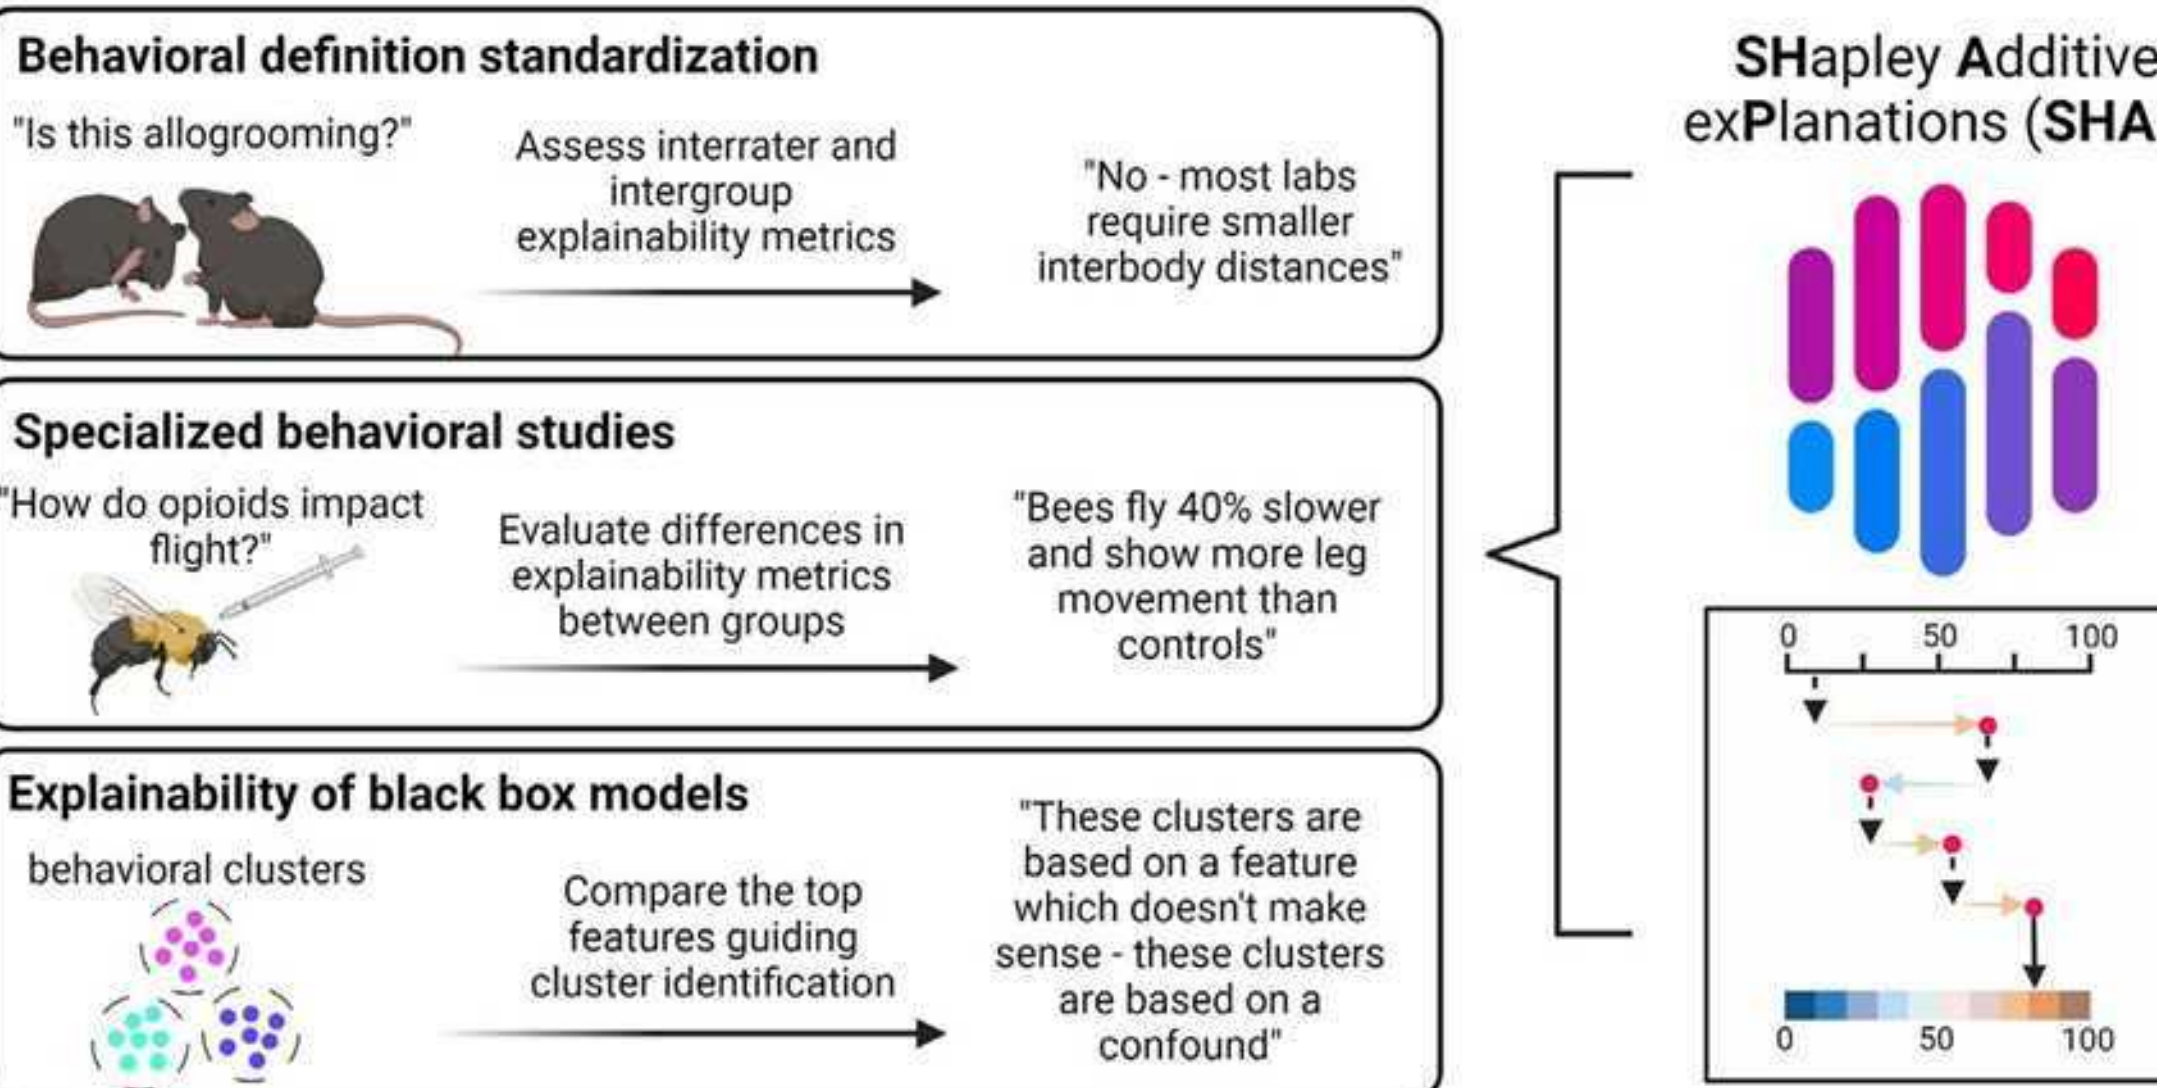 Behavioral definition standardization
"Is this allogrooming?"
Assess interrater and
intergroup
explainability metrics
"No - most labs
require smaller
interbody distances"
Specialized behavioral studies
"How do opioids impact
flight?"
Evaluate differences in
explainability metrics
between groups
"Bees fly 40% slower
and show more leg
movement than
controls"
Explainability of black box models
behavioral clusters
Compare the top
features guiding
cluster identification
"These clusters are
based on a feature
which doesn't make
sense - these clusters
are based on a
confound"
SHapley Additive
exPlanations (SHA
0 50 100
0 50 100